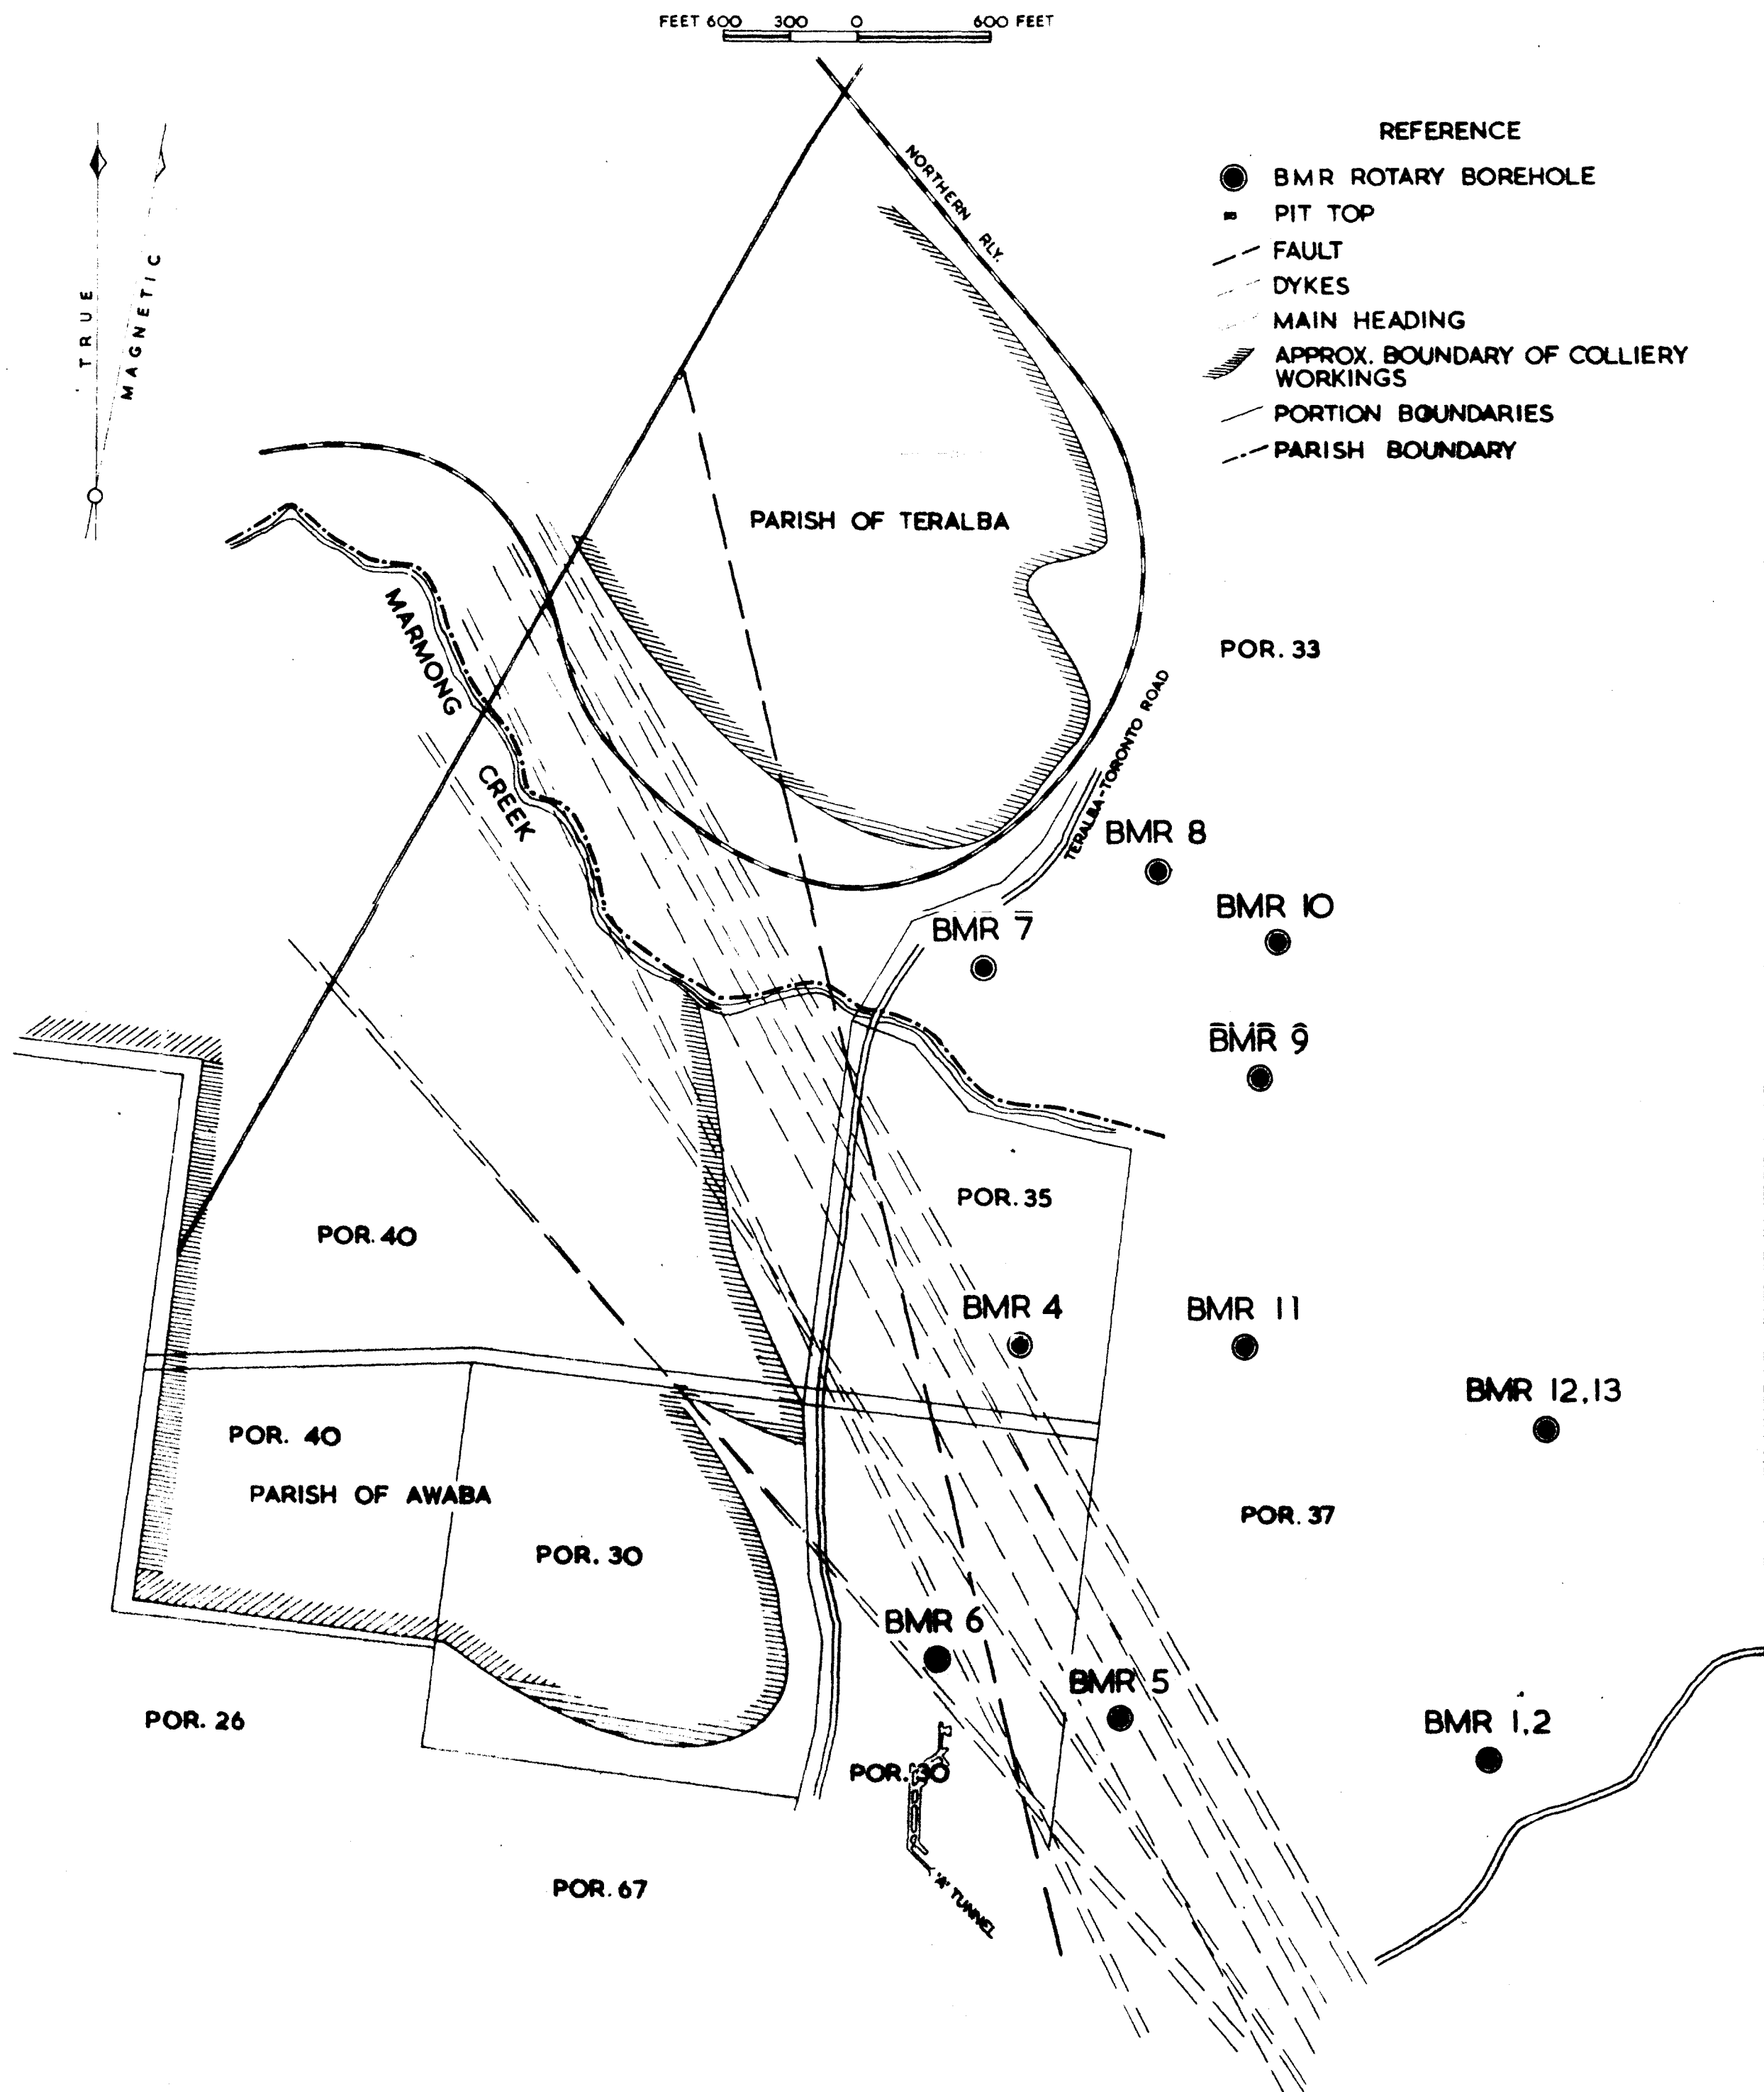 FEET 600 300 0 600 FEET
REFERENCE
BMR ROTARY BOREHOLE
PIT TOP
FAULT
DYKES
MAIN HEADING
APPROX. BOUNDARY OF COLLIERY
WORKINGS
PORTION BOUNDARIES
PARISH BOUNDARY
TRUE
MAGNETIC
NORTHERN RLY.
PARISH OF TERALBA
MARMONG
CREEK
POR. 33
TERALBA-TORONTO ROAD
BMR 8
BMR 10
BMR 7
BMR 9
POR. 35
POR. 40
BMR 4
BMR 11
BMR 12,13
POR. 40
PARISH OF AWABA
POR. 37
POR. 30
BMR 6
BMR 5
POR. 26
BMR 1,2
POR. 30
POR. 67
'A' TUNNEL